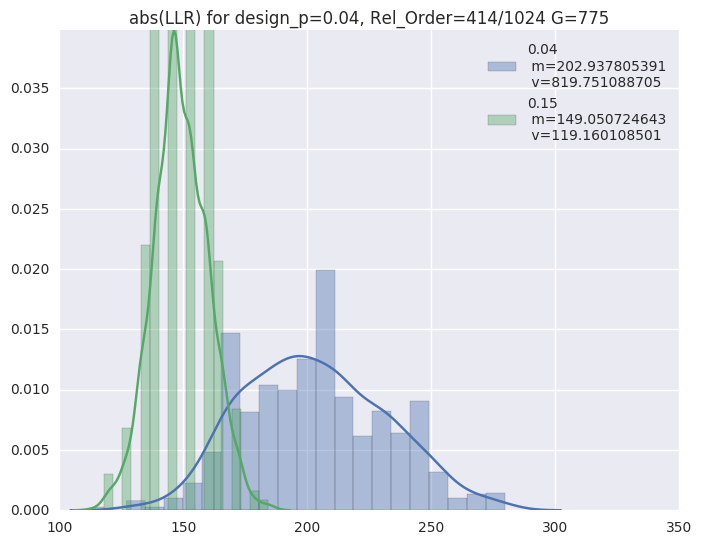 abs(LLR) for design_p=0.04, Rel_Order=414/1024 G=775
0.04
m=202.937805391
v=819.751088705
0.15
m=149.050724643
v=119.160108501
0.035
0.030
0.025
0.020
0.015
0.010
0.005
0.000
100 150 200 250 300 350